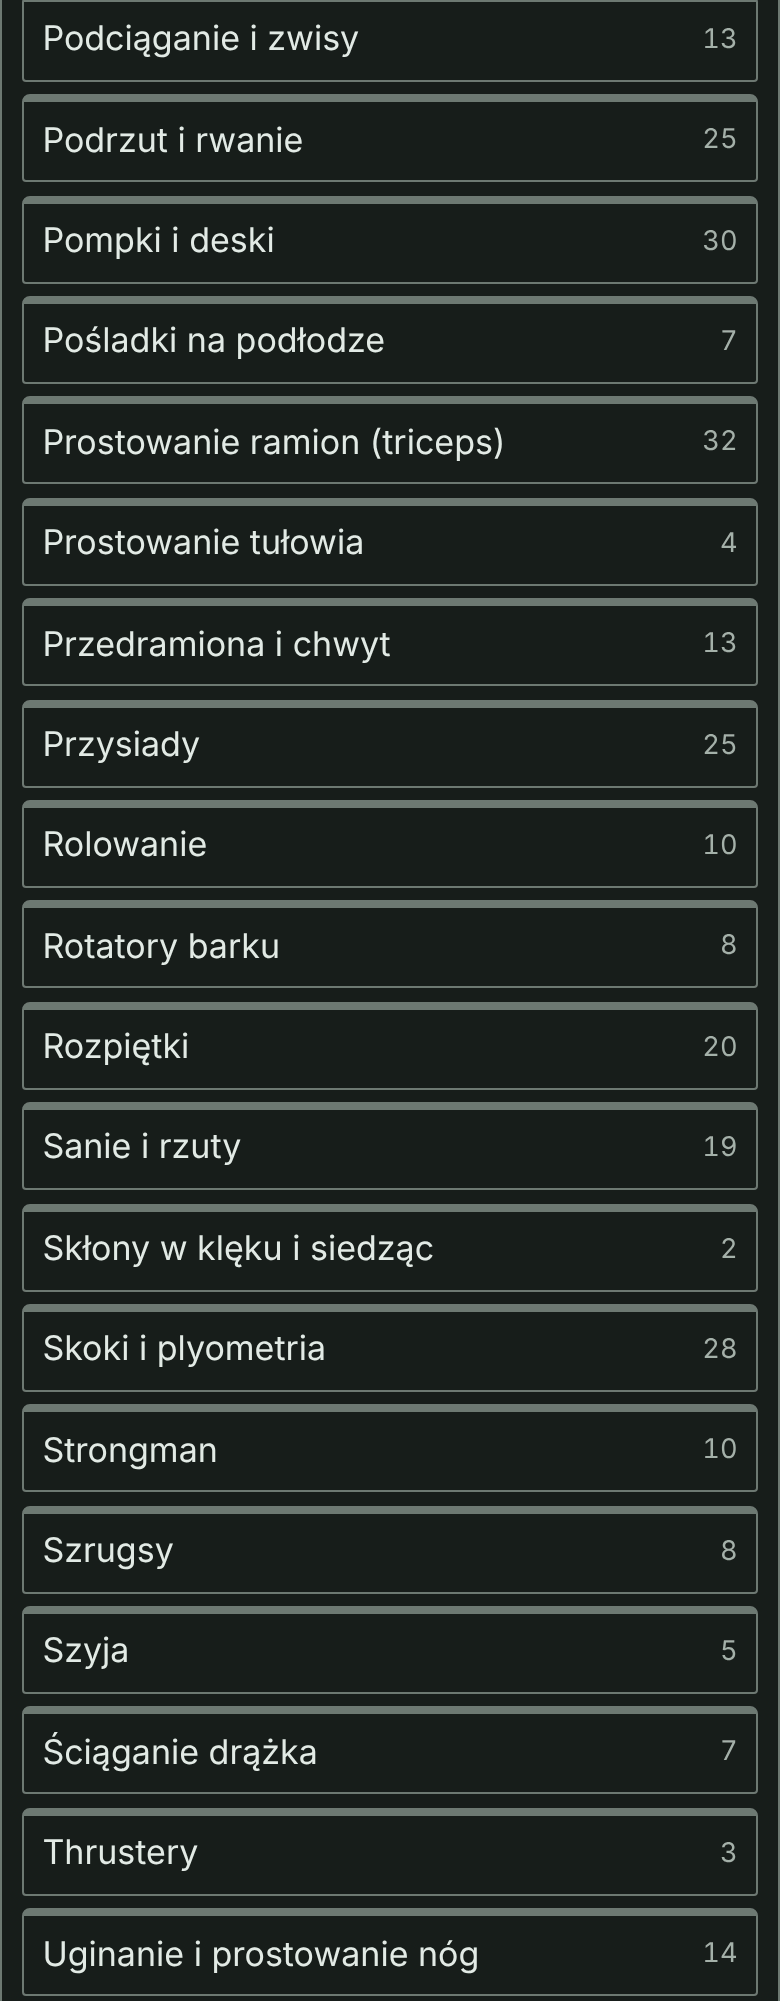 Podciąganie i zwisy 13
Podrzut i rwanie 25
Pompki i deski 30
Pośladki na podłodze 7
Prostowanie ramion (triceps) 32
Prostowanie tułowia 4
Przedramiona i chwyt 13
Przysiady 25
Rolowanie 10
Rotatory barku 8
Rozpiętki 20
Sanie i rzuty 19
Skłony w klęku i siedząc 2
Skoki i plyometria 28
Strongman 10
Szrugsy 8
Szyja 5
Ściąganie drążka 7
Thrustery 3
Uginanie i prostowanie nóg 14